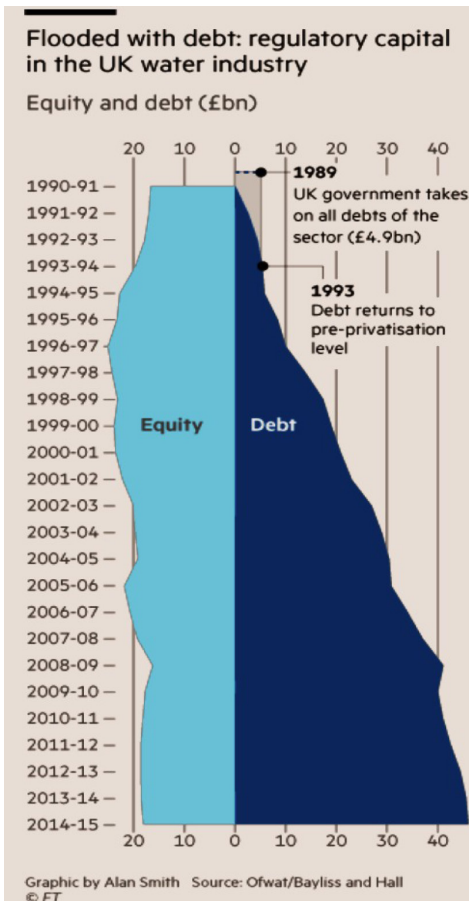 Flooded with debt: regulatory capital
in the UK water industry
Equity and debt (£bn)
20 10 0 10 20 30 40
1989
UK government takes
on all debts of the
sector (£4.9bn)
1993
Debt returns to
pre-privatisation
level
1990-91
1991-92
1992-93
1993-94
1994-95
1995-96
1996-97
1997-98
1998-99
1999-00
2000-01
2001-02
2002-03
2003-04
2004-05
2005-06
2006-07
2007-08
2008-09
2009-10
2010-11
2011-12
2012-13
2013-14
2014-15
Equity Debt
20 10 0 10 20 30 40
Graphic by Alan Smith Source: Ofwat/Bayliss and Hall
© FT